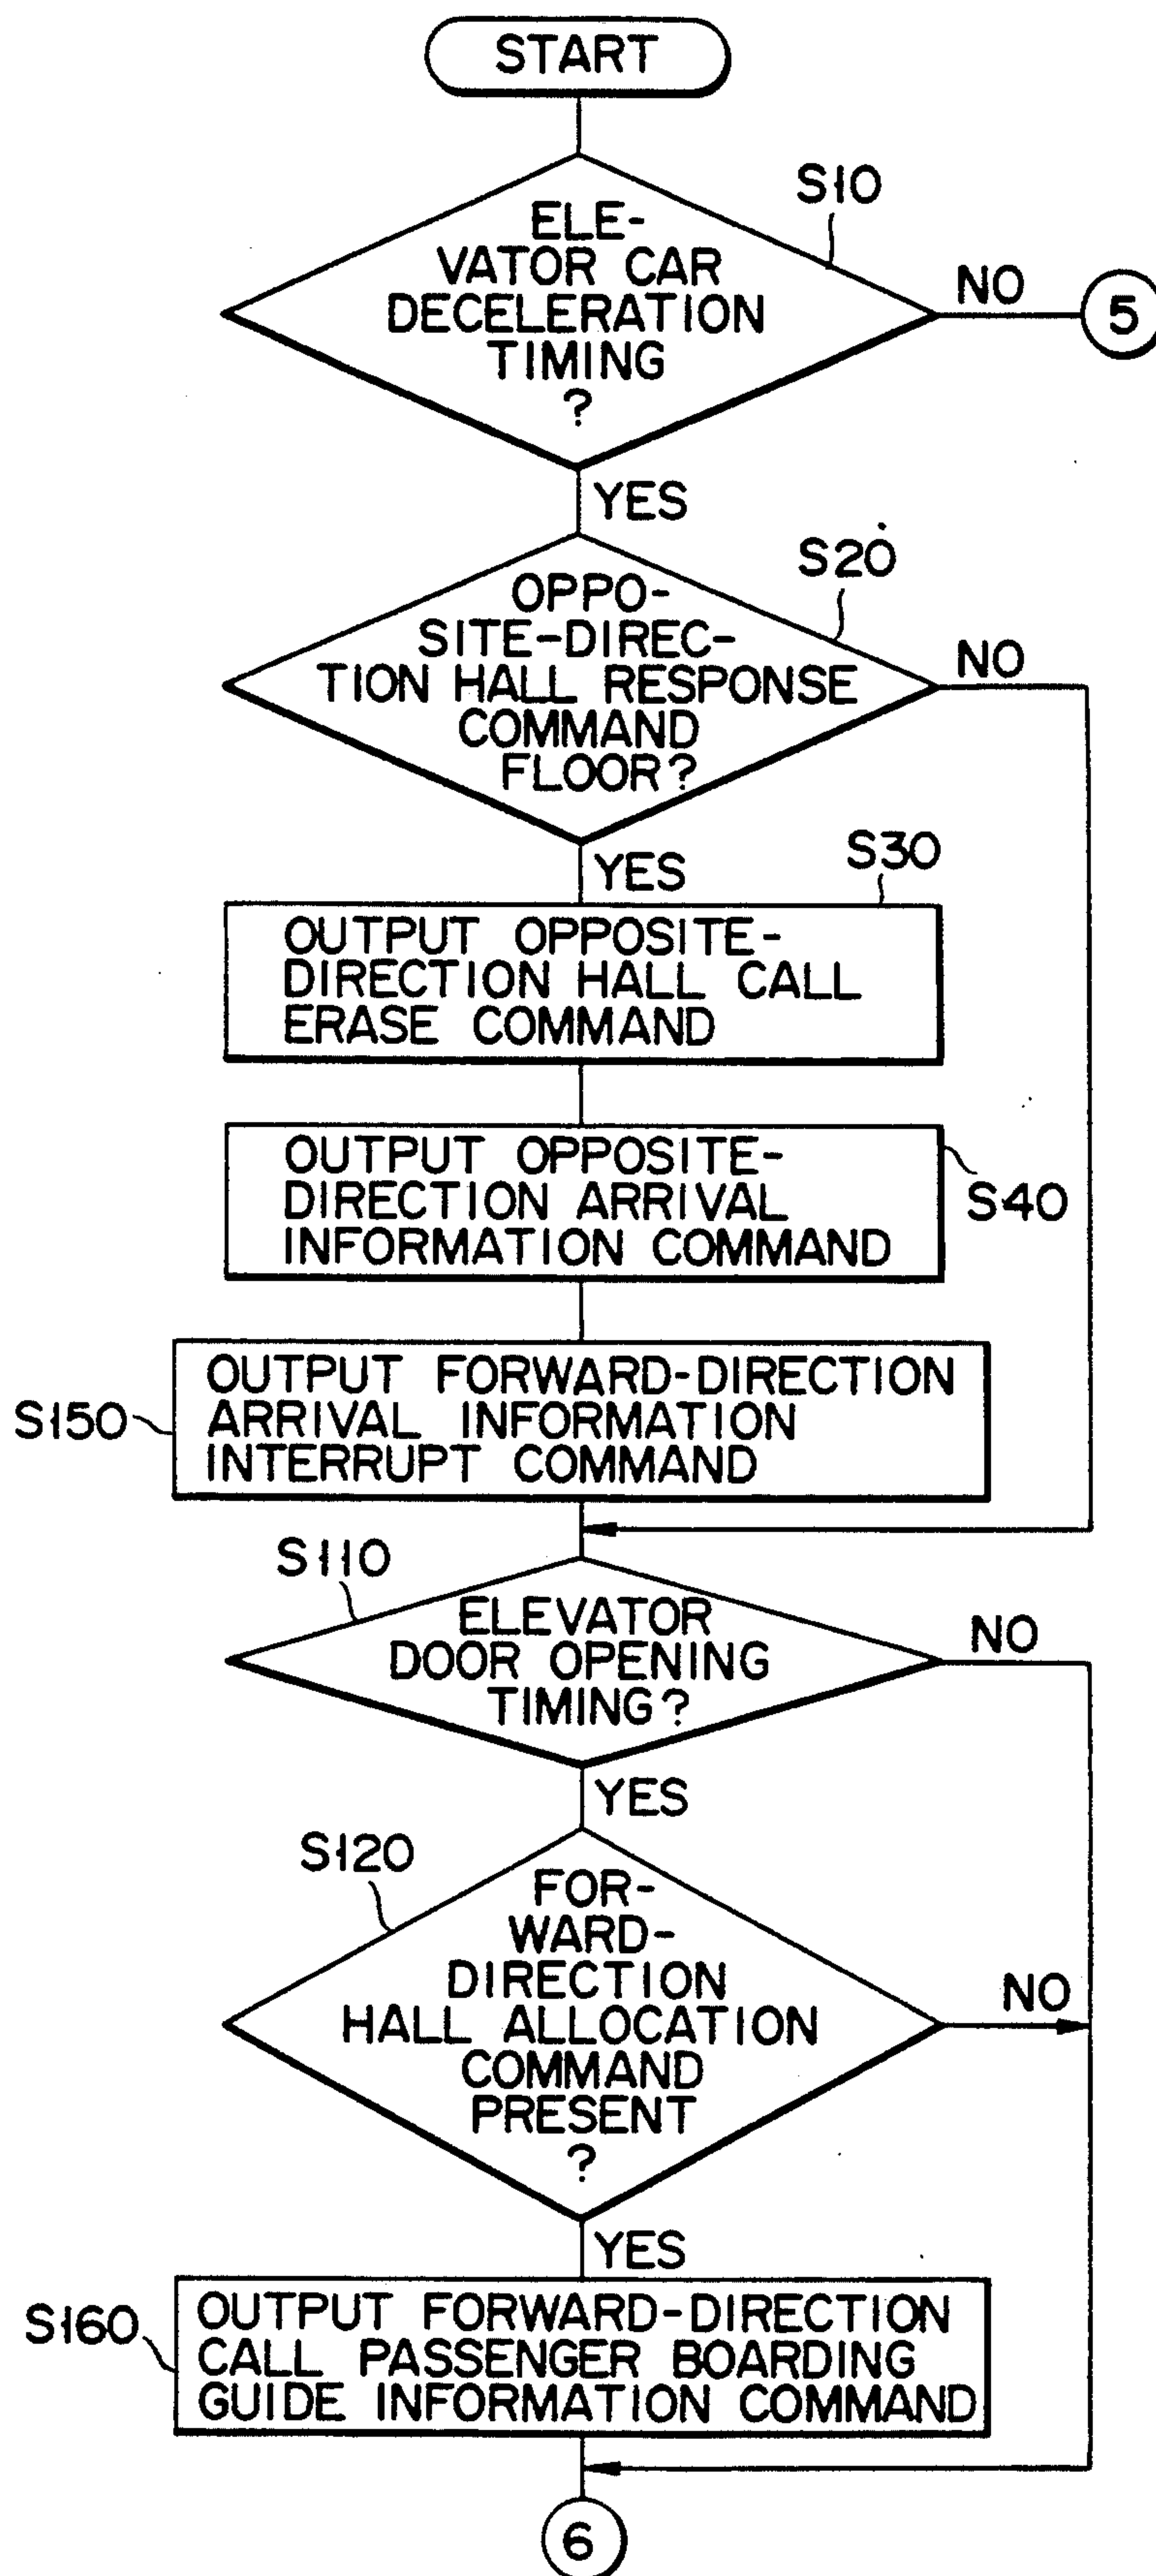 START
S10
ELE-
VATOR CAR
DECELERATION
TIMING
?
NO
5
YES
S20
OPPO-
SITE-DIREC-
TION HALL RESPONSE
COMMAND
FLOOR?
NO
YES
S30
OUTPUT OPPOSITE-
DIRECTION HALL CALL
ERASE COMMAND
OUTPUT OPPOSITE-
DIRECTION ARRIVAL
INFORMATION COMMAND
S40
S150
OUTPUT FORWARD-DIRECTION
ARRIVAL INFORMATION
INTERRUPT COMMAND
S110
ELEVATOR
DOOR OPENING
TIMING?
NO
YES
S120
FOR-
WARD-
DIRECTION
HALL ALLOCATION
COMMAND
PRESENT
?
NO
YES
S160
OUTPUT FORWARD-DIRECTION
CALL PASSENGER BOARDING
GUIDE INFORMATION COMMAND
6